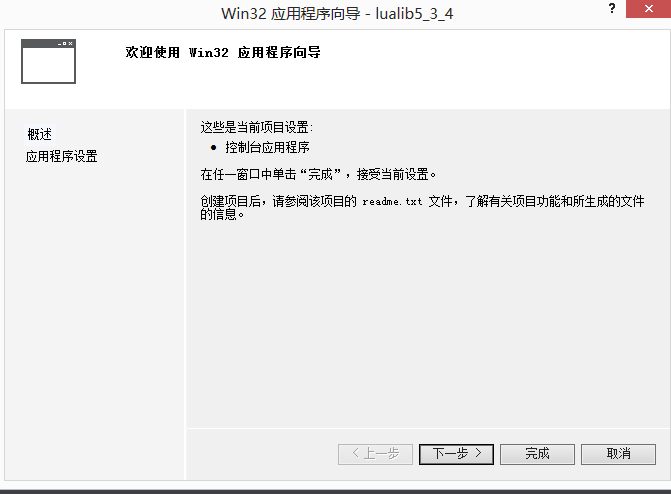 Win32 应用程序向导 - lualib5_3_4
?
欢迎使用 Win32 应用程序向导
概述
应用程序设置
这些是当前项目设置:
• 控制台应用程序
在任一窗口中单击“完成”，接受当前设置。
创建项目后，请参阅该项目的 readme.txt 文件，了解有关项目功能和所生成的文件
的信息。
< 上一步
下一步 >
完成
取消